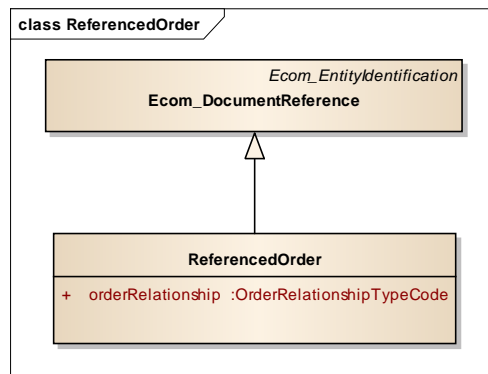 class ReferencedOrder
Ecom_EntityIdentification
Ecom_DocumentReference
ReferencedOrder
+ orderRelationship :OrderRelationshipTypeCode